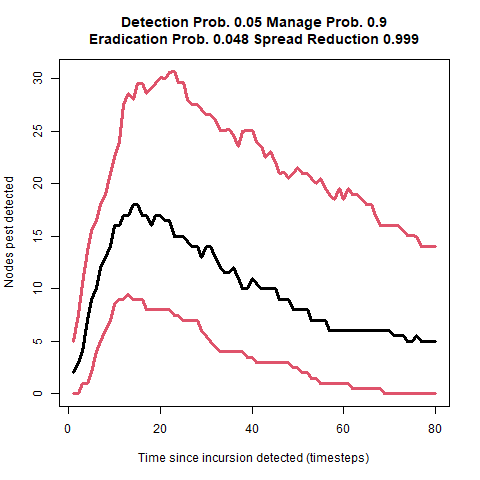 Detection Prob. 0.05 Manage Prob. 0.9
Eradication Prob. 0.048 Spread Reduction 0.999
Nodes pest detected
30
25
20
15
10
5
0
0 20 40 60 80
Time since incursion detected (timesteps)